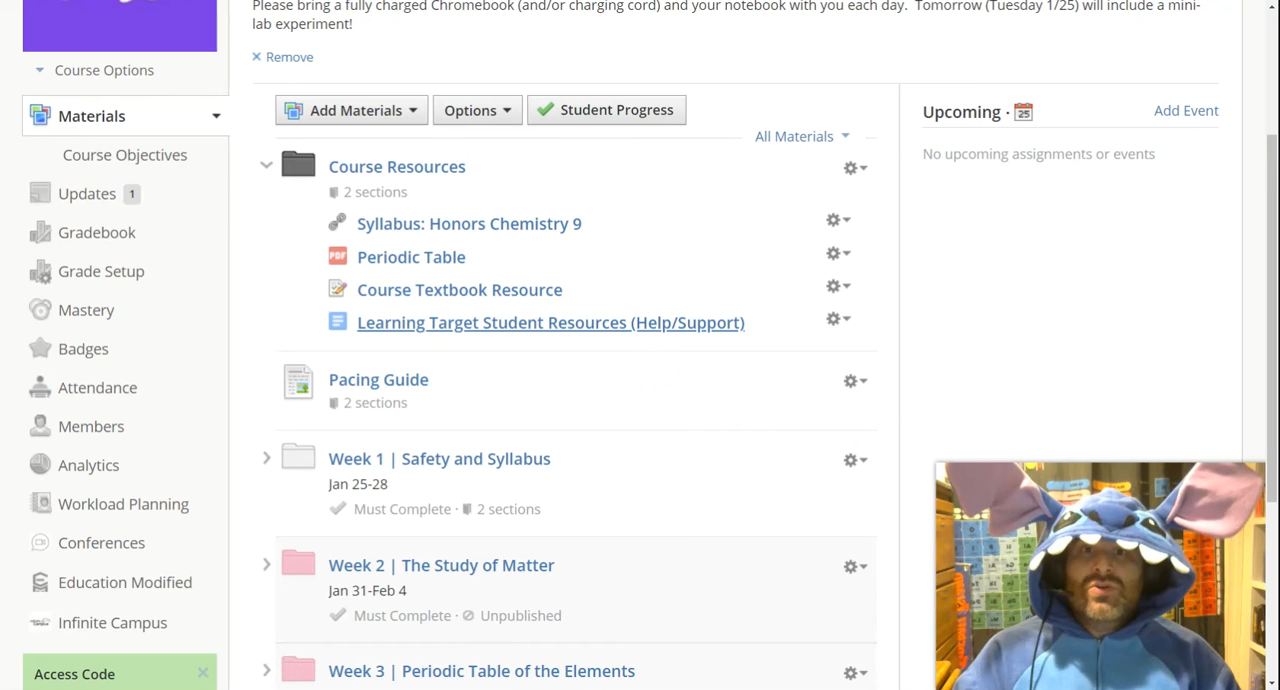 Please bring a fully charged Chromebook (and/or charging cord) and your notebook with you each day.  Tomorrow (Tuesday 1/25) will include a mini-
lab experiment!
× Remove
Course Options
Materials
Course Objectives
Updates 1
Gradebook
Grade Setup
Mastery
Badges
Attendance
Members
Analytics
Workload Planning
Conferences
Education Modified
Infinite Campus
Access Code ×
Add Materials
Options
Student Progress
All Materials
Course Resources
2 sections
Syllabus: Honors Chemistry 9
PDF Periodic Table
Course Textbook Resource
Learning Target Student Resources (Help/Support)
Pacing Guide
2 sections
Week 1 | Safety and Syllabus
Jan 25-28
Must Complete · 2 sections
Week 2 | The Study of Matter
Jan 31-Feb 4
Must Complete · Unpublished
Week 3 | Periodic Table of the Elements
Upcoming · 25
Add Event
No upcoming assignments or events